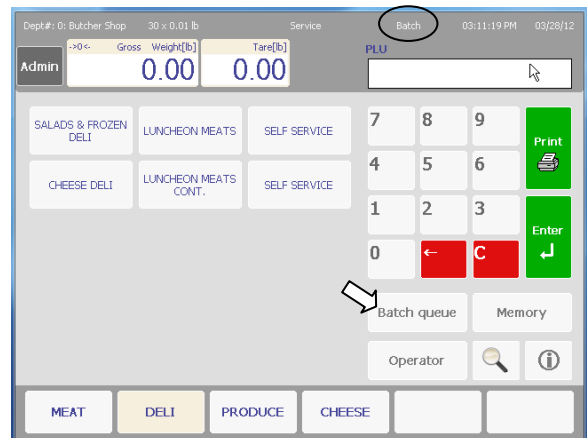 Dept#: 0: Butcher Shop 30 x 0.01 lb Service Batch 03:11:19 PM 03/28/12
Admin
->0<- Gross Weight[lb] Tare[lb]
0.00 0.00
PLU
SALADS & FROZEN
DELI
LUNCHEON MEATS
SELF SERVICE
CHEESE DELI
LUNCHEON MEATS
CONT.
SELF SERVICE
7 8 9
Print
4 5 6
1 2 3
Enter
0 ← C
Batch queue Memory
Operator
MEAT DELI PRODUCE CHEESE